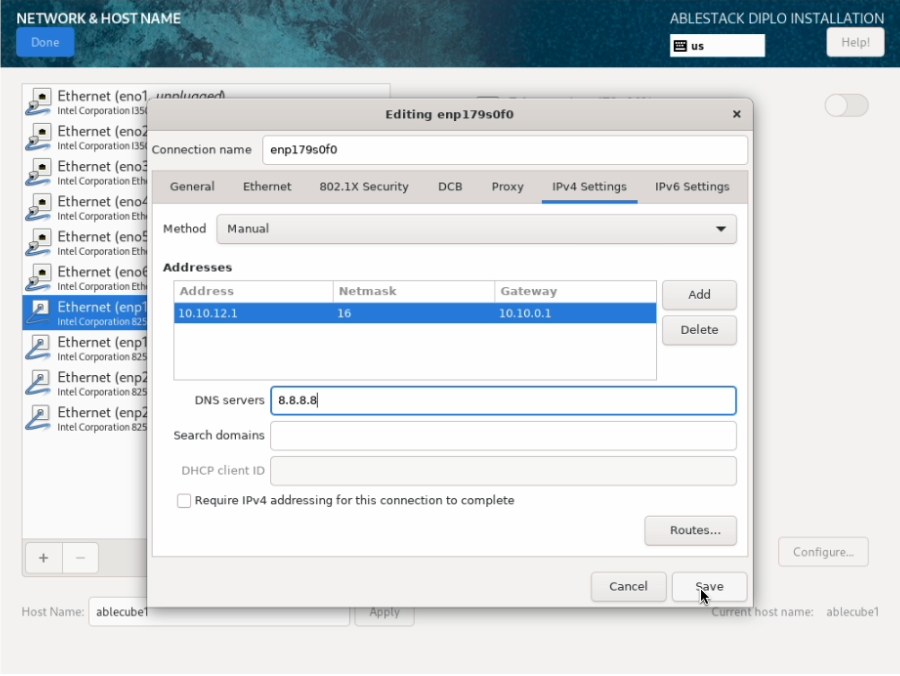 NETWORK & HOST NAME
ABLESTACK DIPLO INSTALLATION
Done
us
Help!
Ethernet (eno1, unplugged)
Intel Corporation I350
Ethernet (eno2
Intel Corporation I350
Ethernet (eno3
Intel Corporation Eth
Ethernet (eno4
Intel Corporation Eth
Ethernet (eno5
Intel Corporation Eth
Ethernet (eno6
Intel Corporation Eth
Ethernet (enp1
Intel Corporation 825
Ethernet (enp1
Intel Corporation 825
Ethernet (enp2
Intel Corporation 825
Ethernet (enp2
Intel Corporation 825
Editing enp179s0f0
Connection name enp179s0f0
General Ethernet 802.1X Security DCB Proxy IPv4 Settings IPv6 Settings
Method Manual
Addresses
Address Netmask Gateway
10.10.12.1 16 10.10.0.1
Add
Delete
DNS servers 8.8.8.8
Search domains
DHCP client ID
Require IPv4 addressing for this connection to complete
Routes...
Cancel Save
+ −
Configure...
Host Name: ablecube1 Apply Current host name: ablecube1